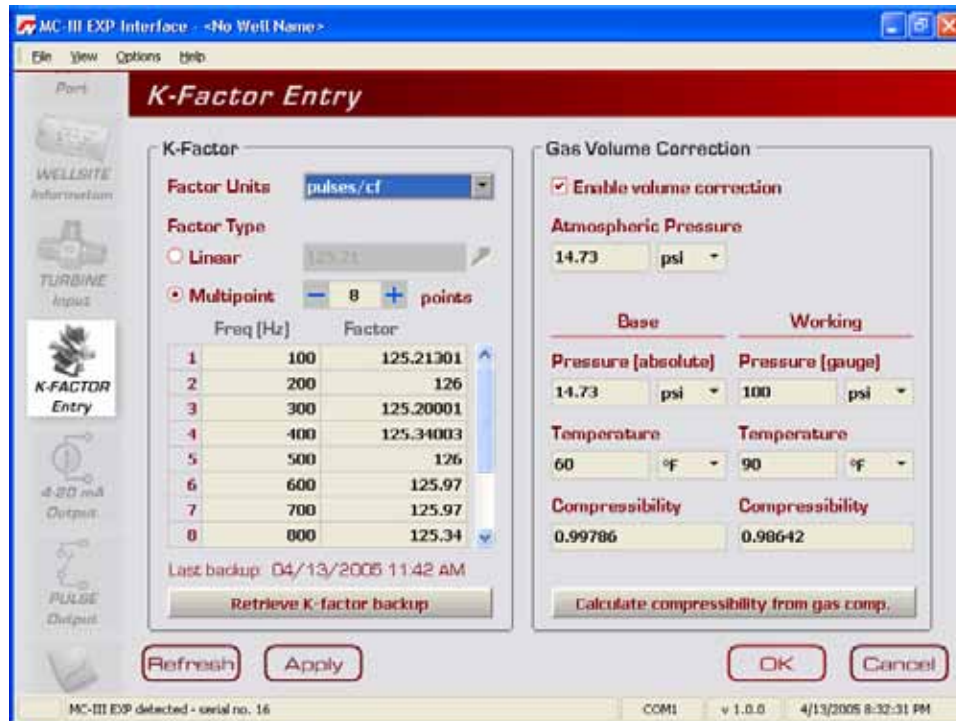 MC-III EXP Interface - <No Well Name>
File View Options Help
Port
WELLSITE
Information
TURBINE
Input
K-FACTOR
Entry
4-20 mA
Output
PULSE
Output
K-Factor Entry
K-Factor
Factor Units pulses/cf
Factor Type
Linear 125.71
Multipoint − 8 + points
Freq [Hz] Factor
1 100 125.21301
2 200 126
3 300 125.20001
4 400 125.34003
5 500 126
6 600 125.97
7 700 125.97
8 800 125.34
Last backup: 04/13/2005 11:42 AM
Retrieve K-factor backup
Gas Volume Correction
Enable volume correction
Atmospheric Pressure
14.73 psi
Base Working
Pressure [absolute] Pressure [gauge]
14.73 psi 100 psi
Temperature Temperature
60 °F 90 °F
Compressibility Compressibility
0.99786 0.98642
Calculate compressibility from gas comp.
Refresh Apply OK Cancel
MC-III EXP detected - serial no. 16 COM1 v 1.0.0 4/13/2005 8:32:31 PM